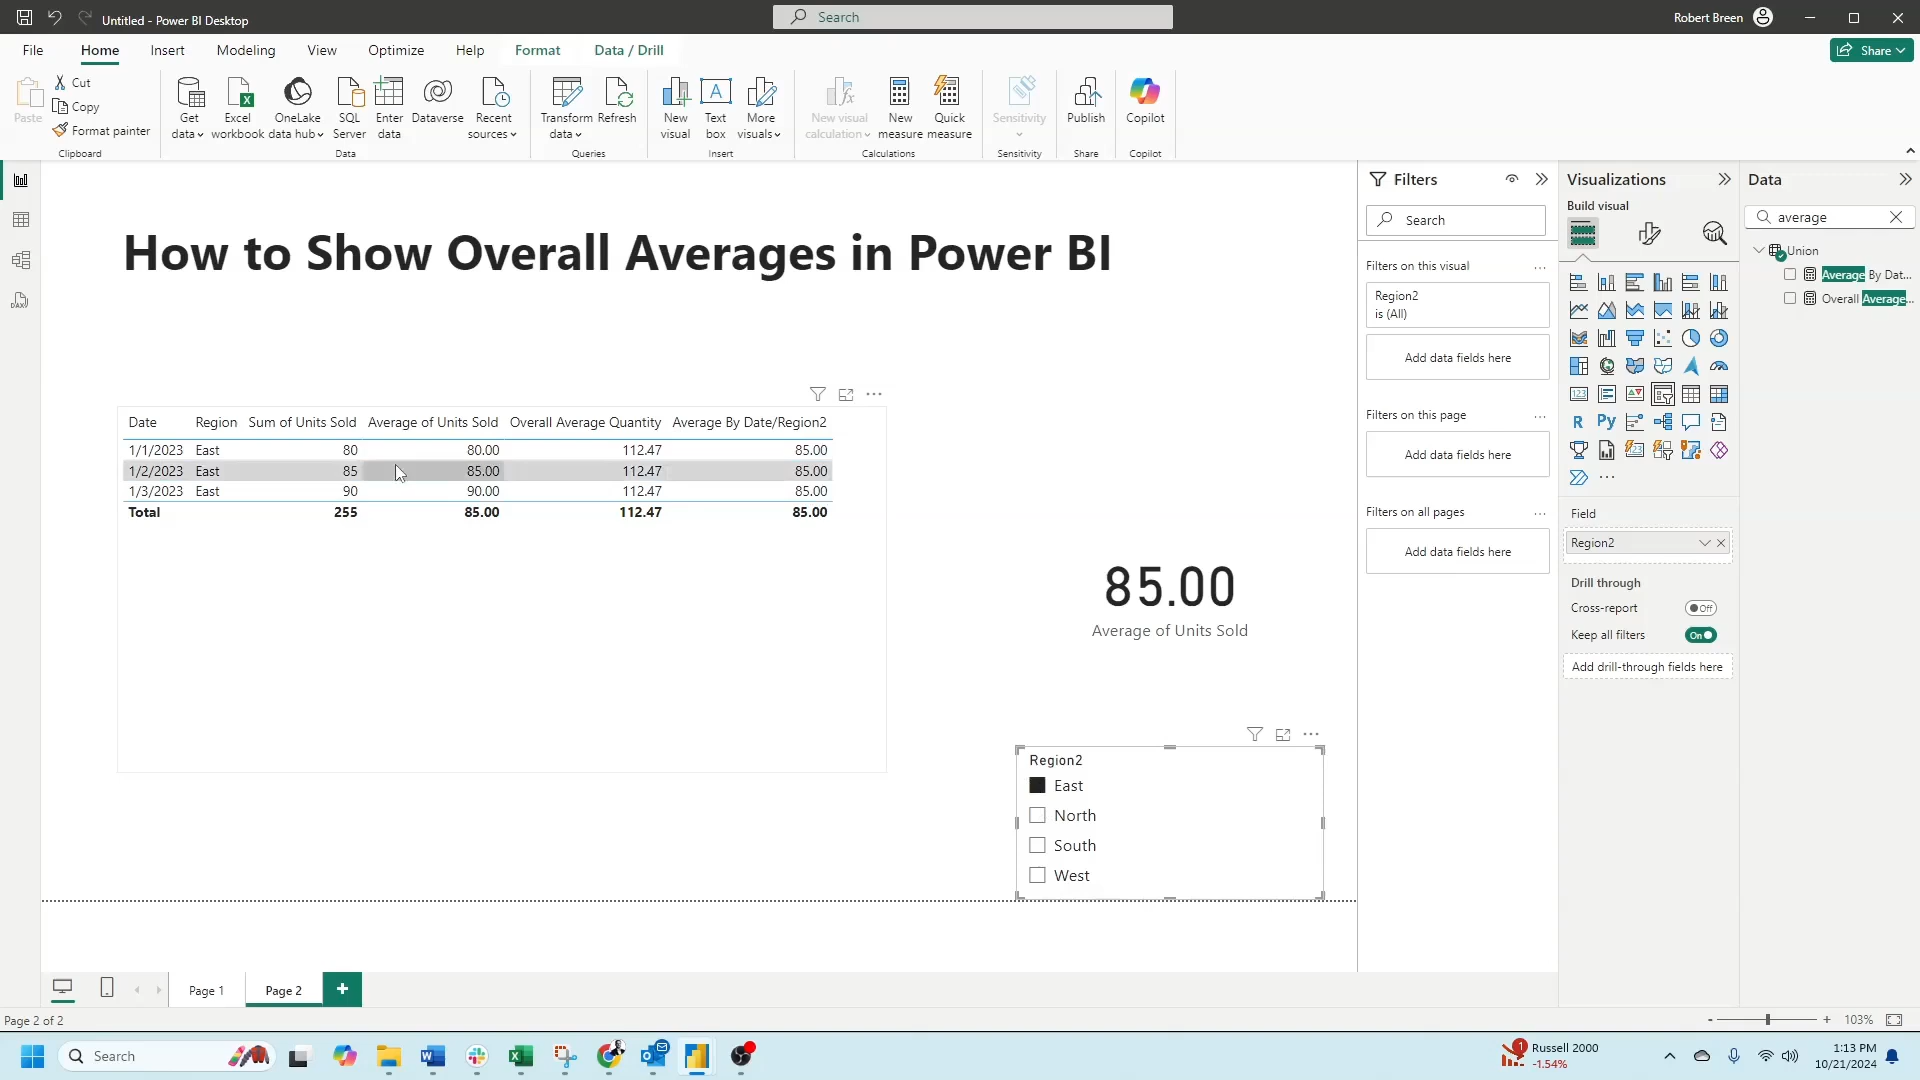 Untitled - Power BI Desktop
Search
Robert Breen
File Home Insert Modeling View Optimize Help Format Data / Drill
Share
Paste
Cut
Copy
Format painter
Clipboard
Get data
Excel workbook
OneLake data hub
SQL Server
Enter data
Dataverse
Recent sources
Data
Transform data
Refresh
Queries
New visual
Text box
More visuals
Insert
New visual calculation
New measure
Quick measure
Calculations
Sensitivity
Sensitivity
Publish
Share
Copilot
Copilot
How to Show Overall Averages in Power BI
Date Region Sum of Units Sold Average of Units Sold Overall Average Quantity Average By Date/Region2
1/1/2023 East 80 80.00 112.47 85.00
1/2/2023 East 85 85.00 112.47 85.00
1/3/2023 East 90 90.00 112.47 85.00
Total 255 85.00 112.47 85.00
85.00
Average of Units Sold
Region2
East
North
South
West
Filters
Search
Filters on this visual
Region2
is (All)
Add data fields here
Filters on this page
Add data fields here
Filters on all pages
Add data fields here
Visualizations
Build visual
R Py
123
Field
Region2
Drill through
Cross-report Off
Keep all filters On
Add drill-through fields here
Data
average
Union
Average By Dat...
Overall Average...
DAX
Page 1
Page 2
Page 2 of 2
- + 103%
Search
Russell 2000
-1.54%
1
1:13 PM
10/21/2024